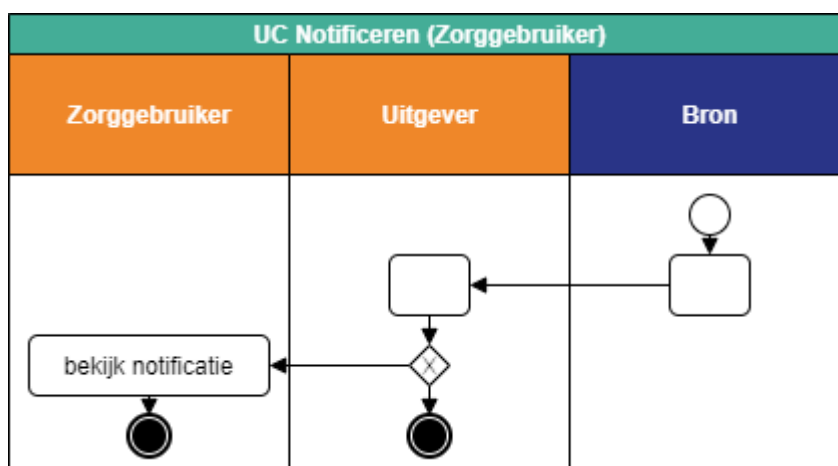 UC Notificeren (Zorggebruiker)
Zorggebruiker
Uitgever
Bron
bekijk notificatie
X